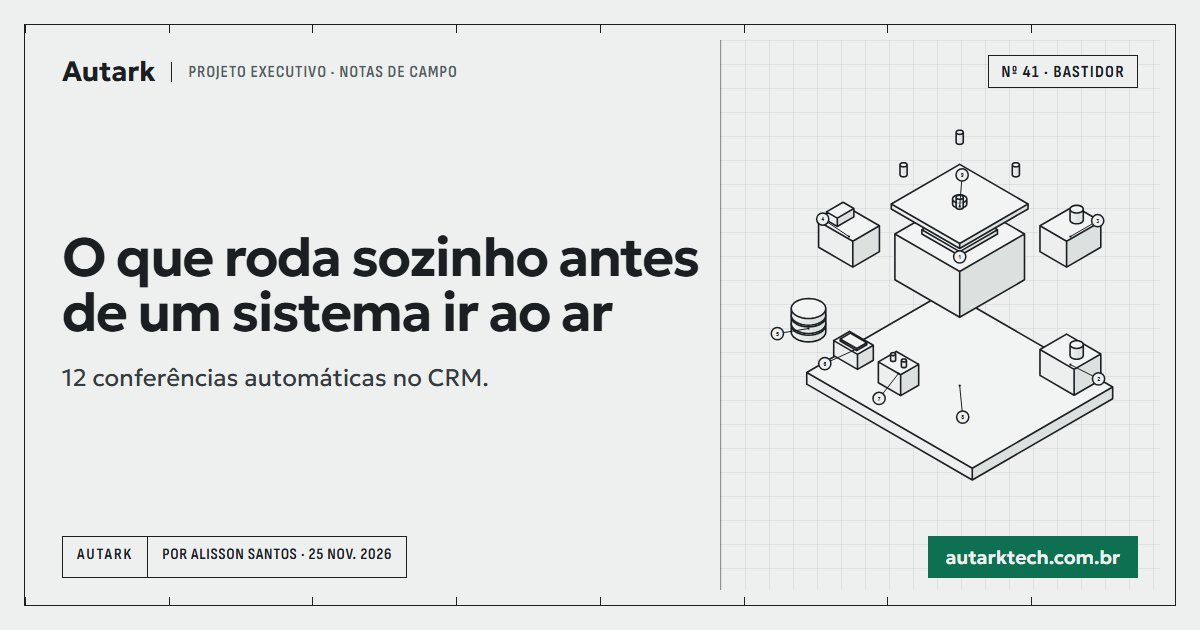 Autark
PROJETO EXECUTIVO · NOTAS DE CAMPO
Nº 41 · BASTIDOR
O que roda sozinho antes
de um sistema ir ao ar
12 conferências automáticas no CRM.
AUTARK
POR ALISSON SANTOS · 25 NOV. 2026
autarktech.com.br